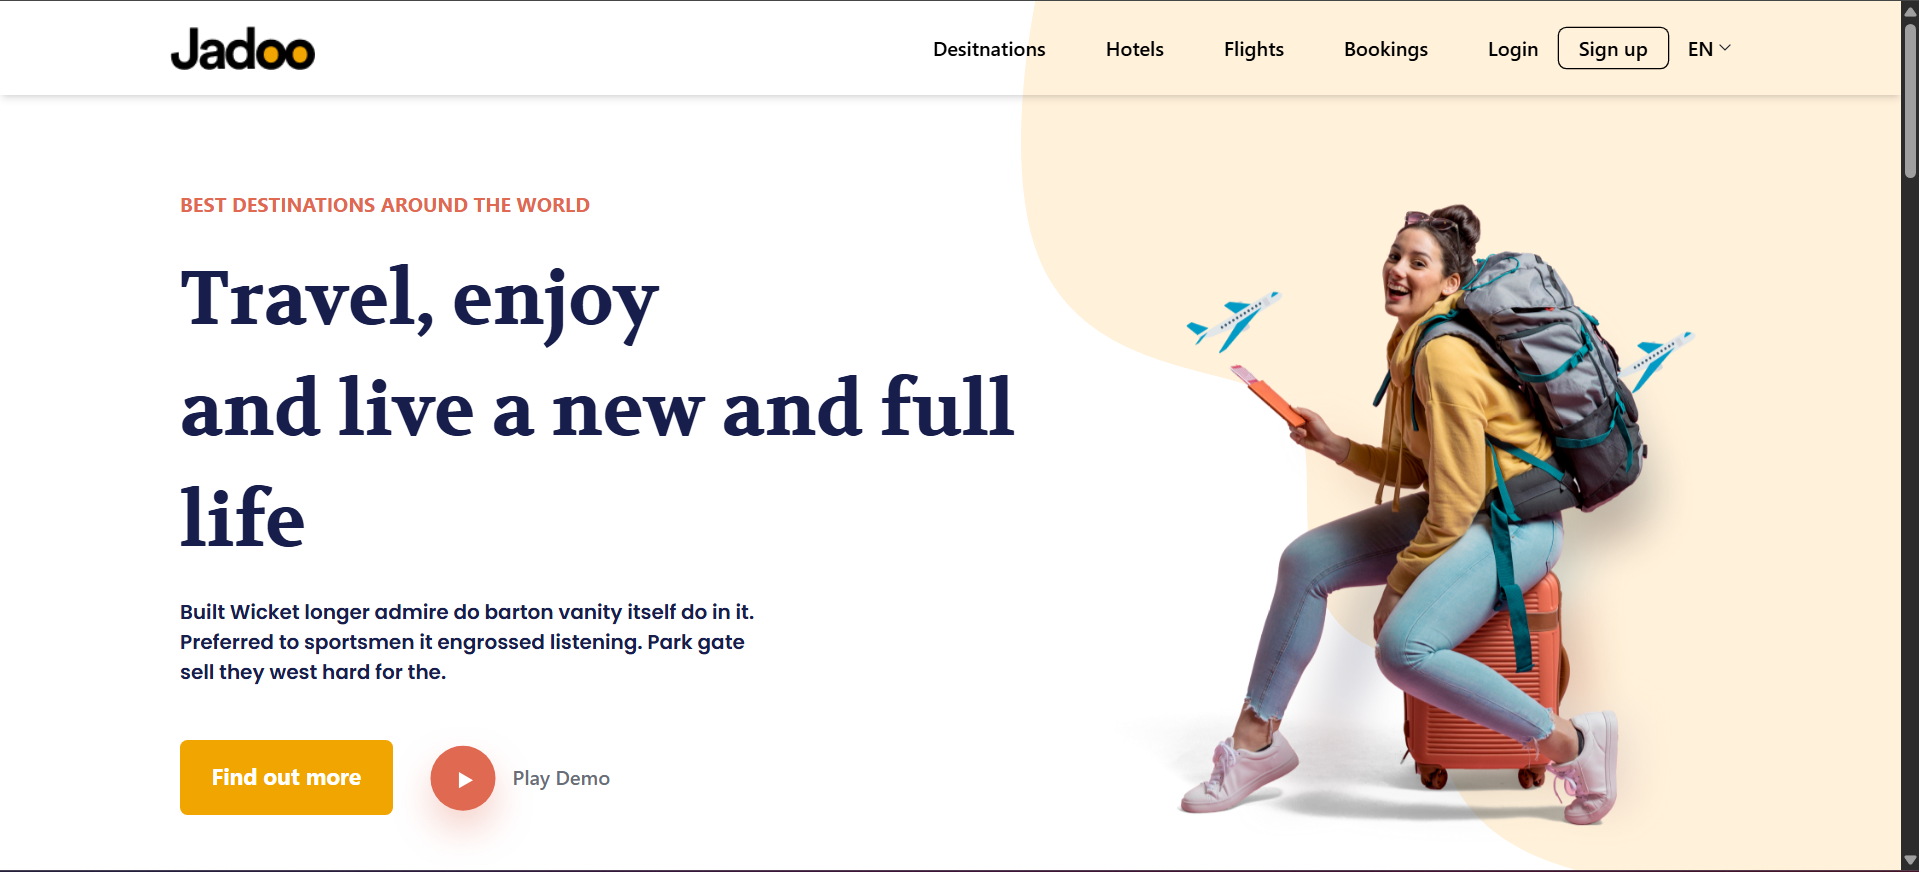 Jadoo
Desitnations Hotels Flights Bookings Login Sign up EN
BEST DESTINATIONS AROUND THE WORLD
Travel, enjoy
and live a new and full
life
Built Wicket longer admire do barton vanity itself do in it.
Preferred to sportsmen it engrossed listening. Park gate
sell they west hard for the.
Find out more Play Demo